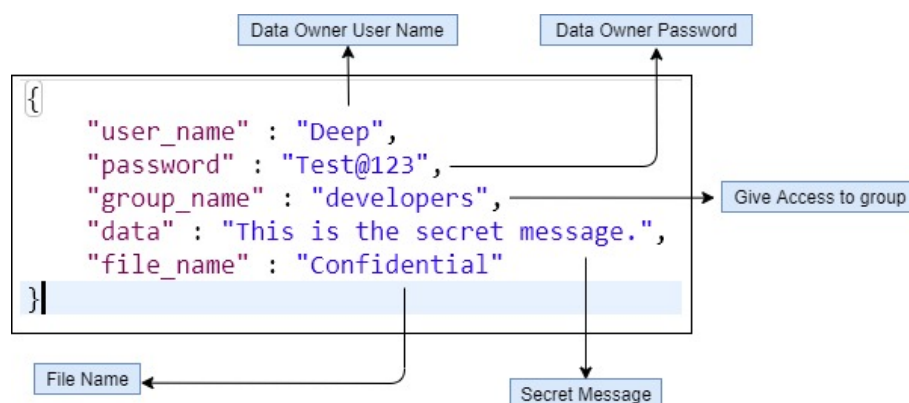 Data Owner User Name
Data Owner Password
{
"user_name" : "Deep",
"password" : "Test@123",
"group_name" : "developers",
Give Access to group
"data" : "This is the secret message.",
"file_name" : "Confidential"
}
File Name
Secret Message